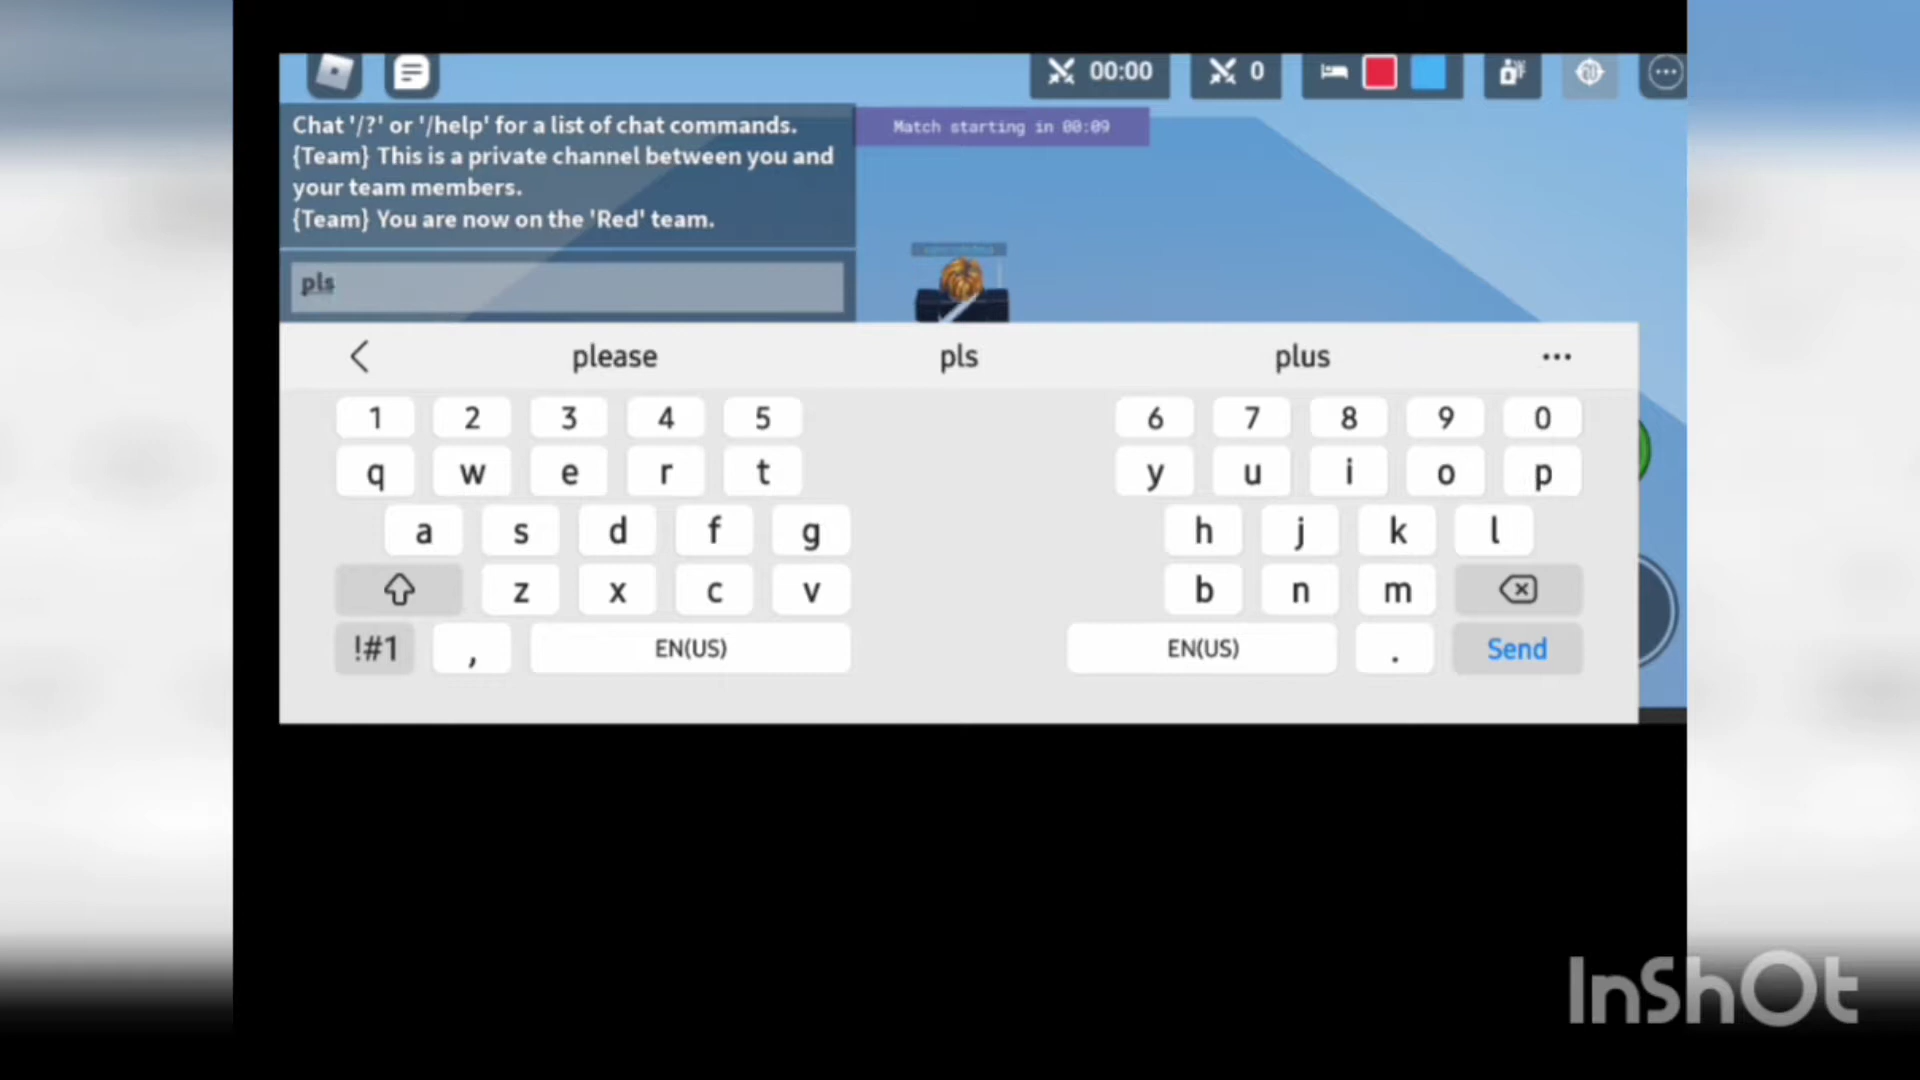 00:00
0
Chat '/?' or '/help' for a list of chat commands.
{Team} This is a private channel between you and
your team members.
{Team} You are now on the 'Red' team.
Match starting in 00:09
pls
please pls plus
1 2 3 4 5 6 7 8 9 0
q w e r t y u i o p
a s d f g h j k l
z x c v b n m
!#1 , EN(US) EN(US) . Send
InShOt